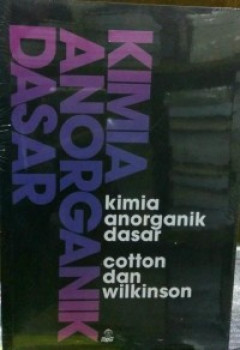 KIMIA
ANORGANIK
DASAR
kimia
anorganik
dasar
cotton
dan
wilkinson